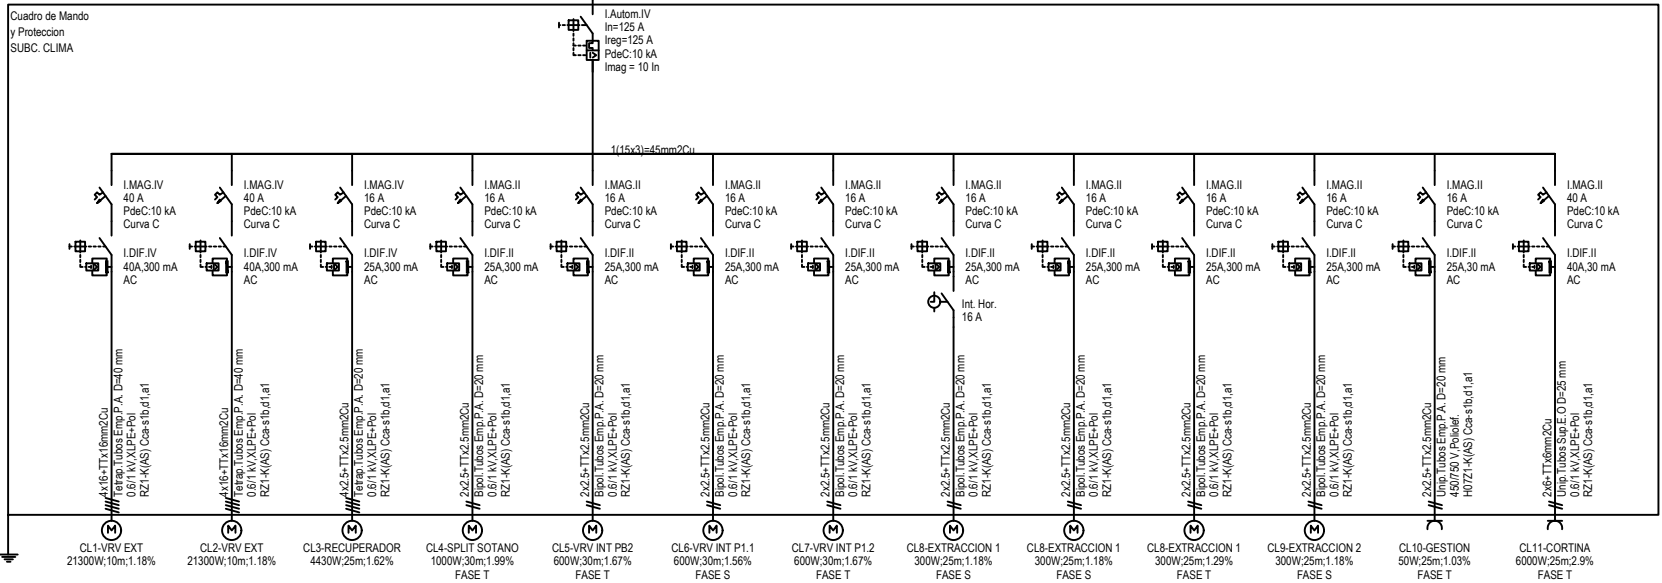 Cuadro de Mando
y Proteccion
SUBC. CLIMA
I.Autom.IV
In=125 A
Ireg=125 A
PdeC:10 kA
Imag = 10 In
1(15x3)=45mm2Cu
I.MAG.IV
40 A
PdeC:10 kA
Curva C
I.DIF.IV
40A,300 mA
AC
4x16+TTx16mm2Cu
Tetrap.Tubos Emp.P.A. D=40 mm
0.6/1 kV,XLPE+Pol
RZ1-K(AS) Cca-s1b,d1,a1
M
CL1-VRV EXT
21300W;10m;1.18%
I.MAG.IV
40 A
PdeC:10 kA
Curva C
I.DIF.IV
40A,300 mA
AC
4x16+TTx16mm2Cu
Tetrap.Tubos Emp.P.A. D=40 mm
0.6/1 kV,XLPE+Pol
RZ1-K(AS) Cca-s1b,d1,a1
M
CL2-VRV EXT
21300W;10m;1.18%
I.MAG.IV
16 A
PdeC:10 kA
Curva C
I.DIF.IV
25A,300 mA
AC
4x2.5+TTx2.5mm2Cu
Tetrap.Tubos Emp.P.A. D=20 mm
0.6/1 kV,XLPE+Pol
RZ1-K(AS) Cca-s1b,d1,a1
M
CL3-RECUPERADOR
4430W;25m;1.62%
I.MAG.II
16 A
PdeC:10 kA
Curva C
I.DIF.II
25A,300 mA
AC
2x2.5+TTx2.5mm2Cu
Bipol.Tubos Emp.P.A. D=20 mm
0.6/1 kV,XLPE+Pol
RZ1-K(AS) Cca-s1b,d1,a1
M
CL4-SPLIT SOTANO
1000W;30m;1.99%
FASE T
I.MAG.II
16 A
PdeC:10 kA
Curva C
I.DIF.II
25A,300 mA
AC
2x2.5+TTx2.5mm2Cu
Bipol.Tubos Emp.P.A. D=20 mm
0.6/1 kV,XLPE+Pol
RZ1-K(AS) Cca-s1b,d1,a1
M
CL5-VRV INT PB2
600W;30m;1.67%
FASE T
I.MAG.II
16 A
PdeC:10 kA
Curva C
I.DIF.II
25A,300 mA
AC
2x2.5+TTx2.5mm2Cu
Bipol.Tubos Emp.P.A. D=20 mm
0.6/1 kV,XLPE+Pol
RZ1-K(AS) Cca-s1b,d1,a1
M
CL6-VRV INT P1.1
600W;30m;1.56%
FASE S
I.MAG.II
16 A
PdeC:10 kA
Curva C
I.DIF.II
25A,300 mA
AC
2x2.5+TTx2.5mm2Cu
Bipol.Tubos Emp.P.A. D=20 mm
0.6/1 kV,XLPE+Pol
RZ1-K(AS) Cca-s1b,d1,a1
M
CL7-VRV INT P1.2
600W;30m;1.67%
FASE T
I.MAG.II
16 A
PdeC:10 kA
Curva C
I.DIF.II
25A,300 mA
AC
Int. Hor.
16 A
2x2.5+TTx2.5mm2Cu
Bipol.Tubos Emp.P.A. D=20 mm
0.6/1 kV,XLPE+Pol
RZ1-K(AS) Cca-s1b,d1,a1
M
CL8-EXTRACCION 1
300W;25m;1.18%
FASE S
I.MAG.II
16 A
PdeC:10 kA
Curva C
I.DIF.II
25A,300 mA
AC
2x2.5+TTx2.5mm2Cu
Bipol.Tubos Emp.P.A. D=20 mm
0.6/1 kV,XLPE+Pol
RZ1-K(AS) Cca-s1b,d1,a1
M
CL8-EXTRACCION 1
300W;25m;1.18%
FASE S
I.MAG.II
16 A
PdeC:10 kA
Curva C
I.DIF.II
25A,300 mA
AC
2x2.5+TTx2.5mm2Cu
Bipol.Tubos Emp.P.A. D=20 mm
0.6/1 kV,XLPE+Pol
RZ1-K(AS) Cca-s1b,d1,a1
M
CL8-EXTRACCION 1
300W;25m;1.29%
FASE T
I.MAG.II
16 A
PdeC:10 kA
Curva C
I.DIF.II
25A,300 mA
AC
2x2.5+TTx2.5mm2Cu
Bipol.Tubos Emp.P.A. D=20 mm
0.6/1 kV,XLPE+Pol
RZ1-K(AS) Cca-s1b,d1,a1
M
CL9-EXTRACCION 2
300W;25m;1.18%
FASE S
I.MAG.II
16 A
PdeC:10 kA
Curva C
I.DIF.II
25A,30 mA
AC
2x2.5+TTx2.5mm2Cu
Unip.Tubos Emp.P.A. D=20 mm
450/750 V,Poliolef.
H07Z1-K(AS) Cca-s1b,d1,a1
CL10-GESTION
50W;25m;1.03%
FASE T
I.MAG.II
40 A
PdeC:10 kA
Curva C
I.DIF.II
40A,30 mA
AC
2x6+TTx6mm2Cu
Unip.Tubos Sup.E.O D=25 mm
0.6/1 kV,XLPE+Pol
RZ1-K(AS) Cca-s1b,d1,a1
CL11-CORTINA
6000W;25m;2.9%
FASE T